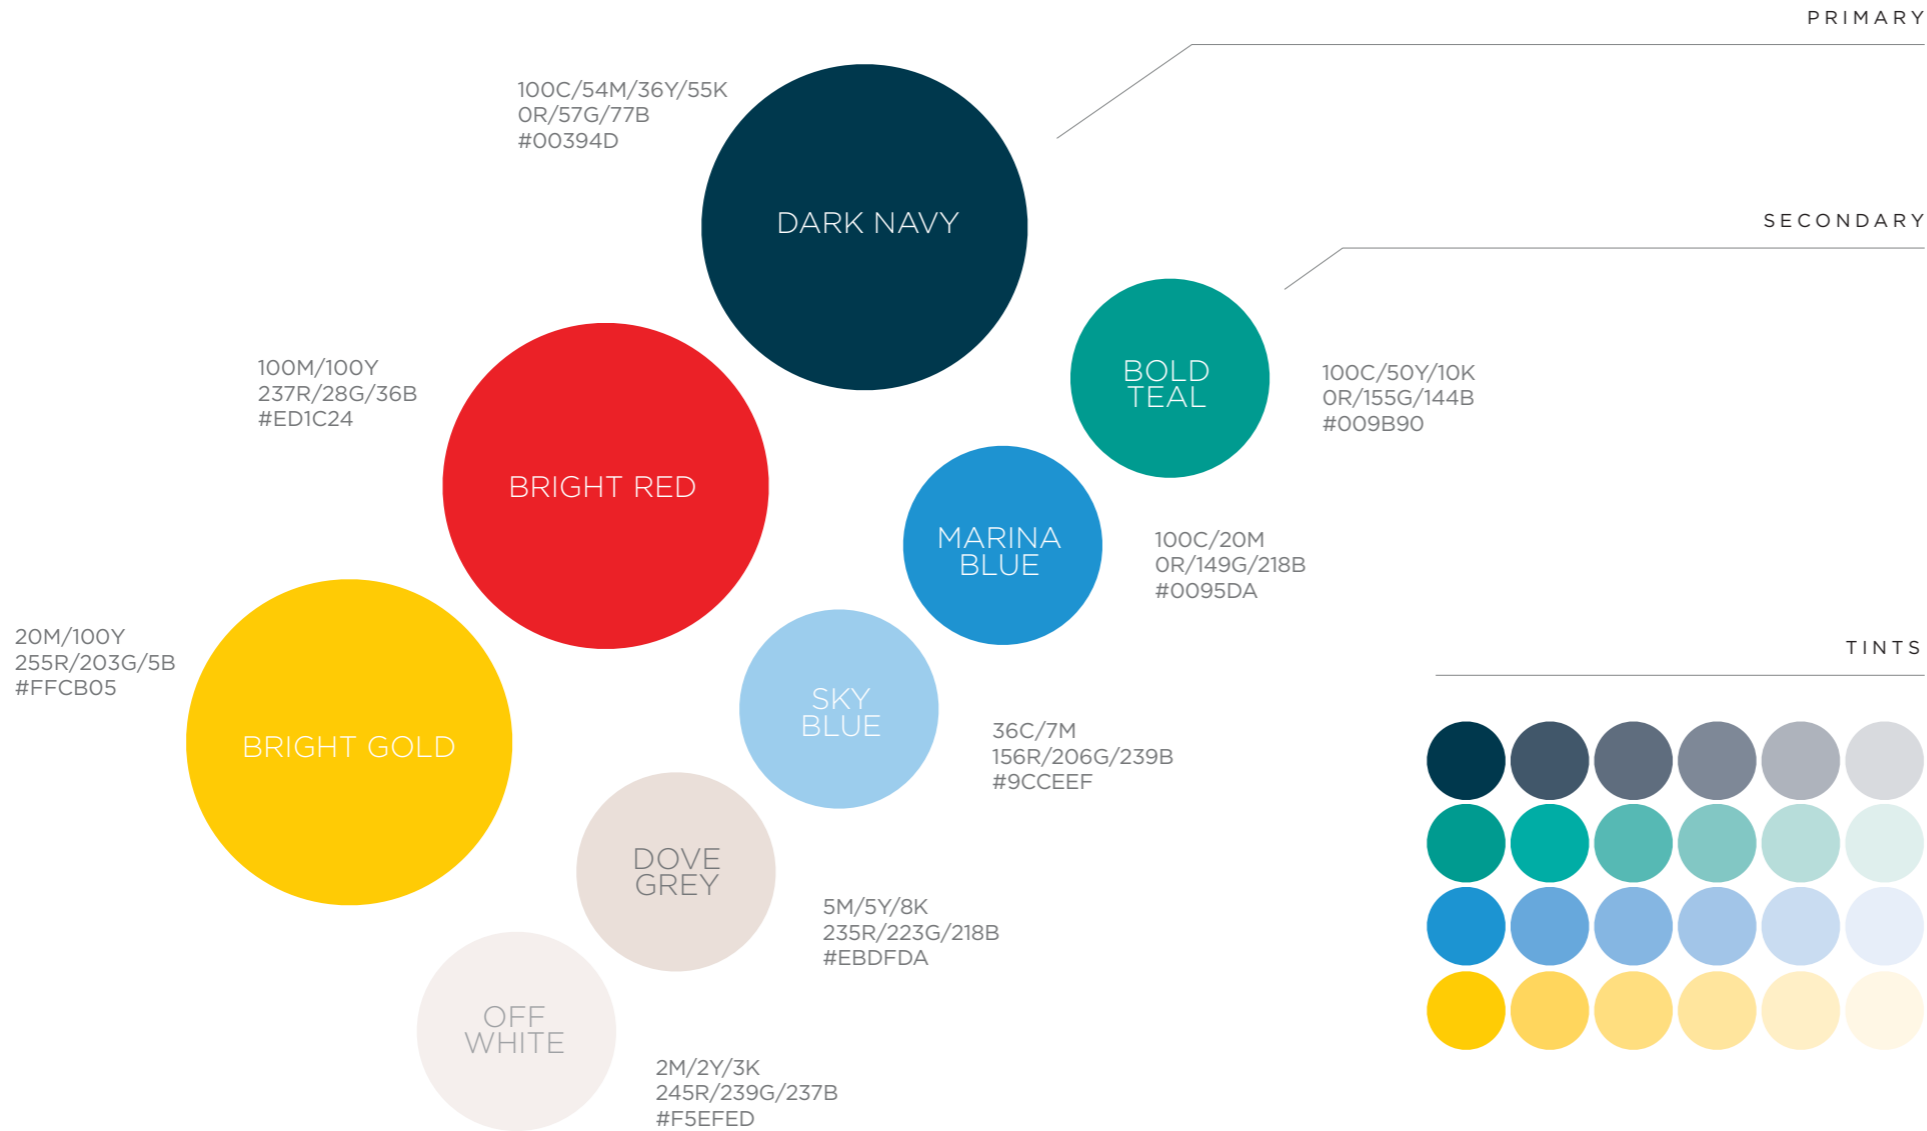 PRIMARY
100C/54M/36Y/55K
0R/57G/77B
#00394D
DARK NAVY
SECONDARY
100M/100Y
237R/28G/36B
#ED1C24
BRIGHT RED
BOLD
TEAL
100C/50Y/10K
0R/155G/144B
#009B90
MARINA
BLUE
100C/20M
0R/149G/218B
#0095DA
20M/100Y
255R/203G/5B
#FFCB05
BRIGHT GOLD
SKY
BLUE
36C/7M
156R/206G/239B
#9CCEEF
TINTS
DOVE
GREY
5M/5Y/8K
235R/223G/218B
#EBDFDA
OFF
WHITE
2M/2Y/3K
245R/239G/237B
#F5EFED